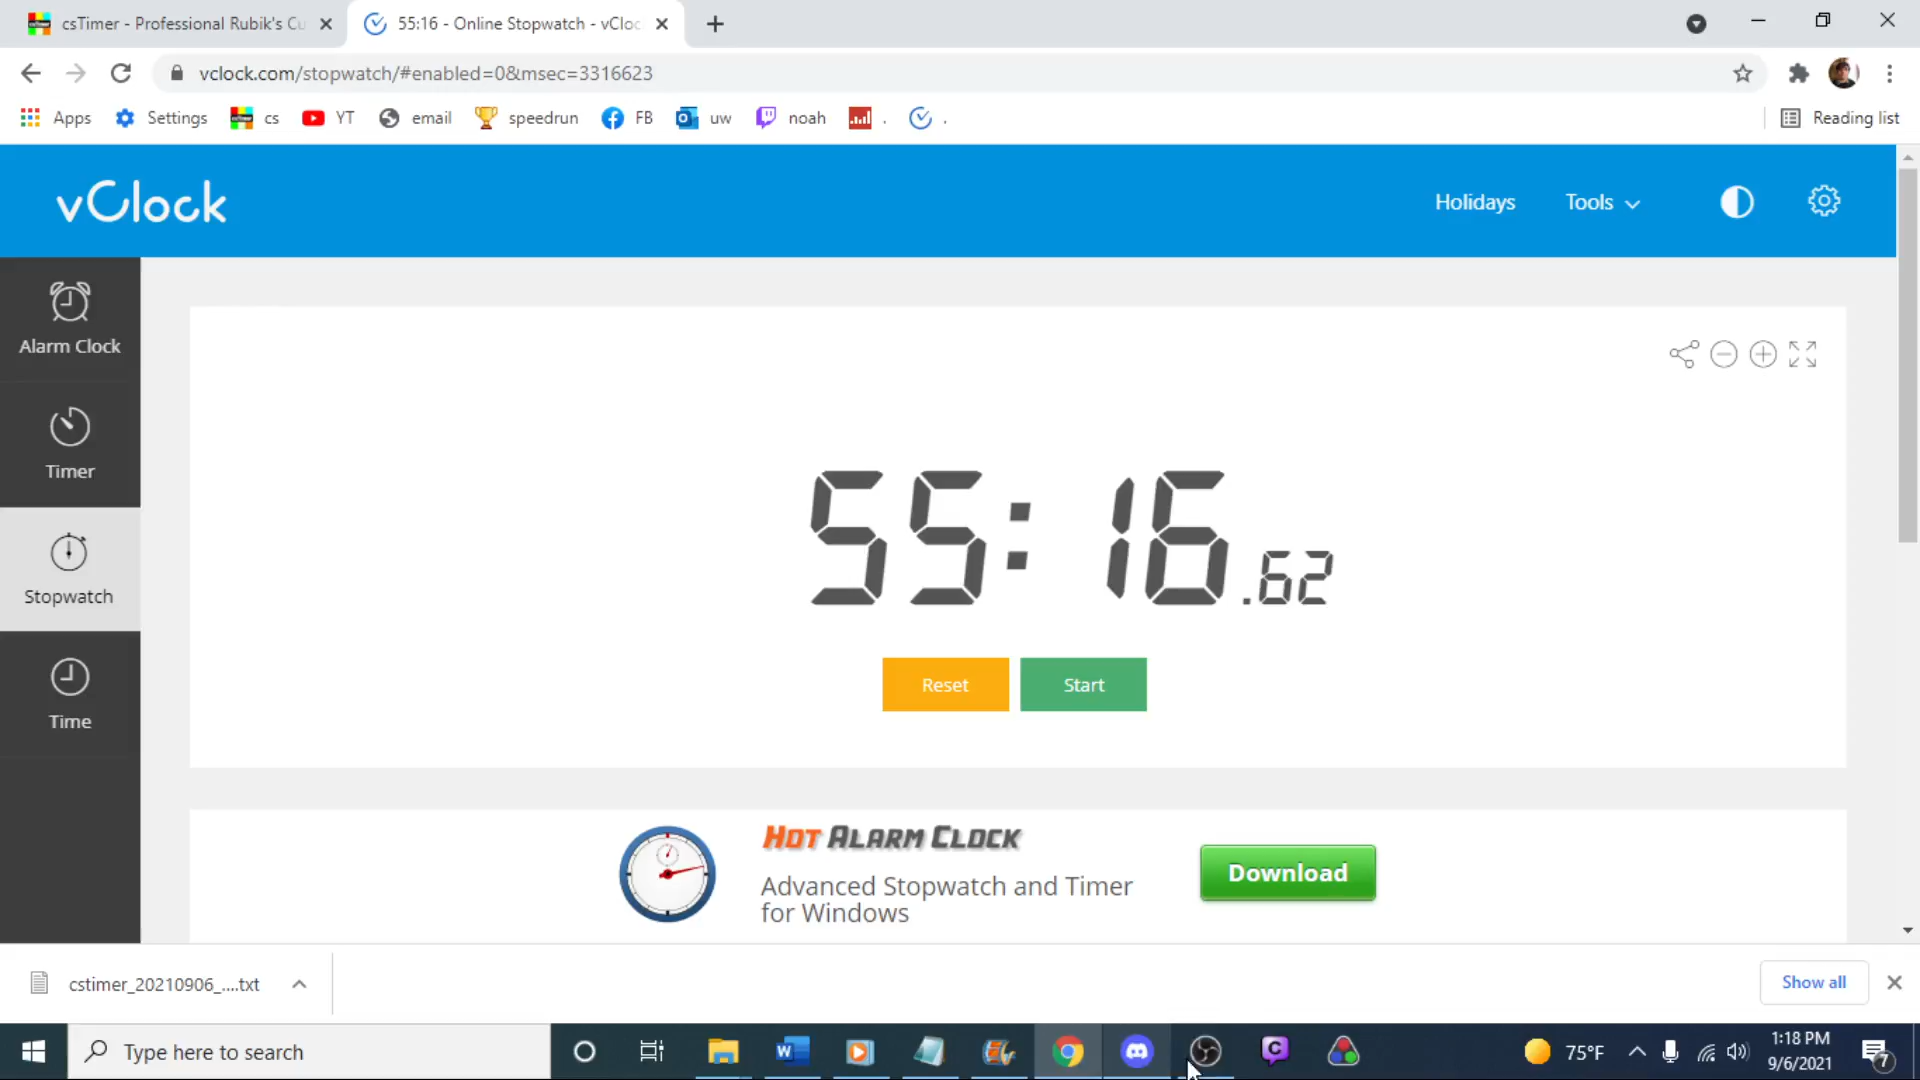 csTimer - Professional Rubik's Cu
55:16 - Online Stopwatch - vCloc
vclock.com/stopwatch/#enabled=0&msec=3316623
Apps Settings cs YT email speedrun FB uw noah . .
Reading list
vClock
Holidays Tools
Alarm Clock
Timer
Stopwatch
Time
55:16.62
Reset Start
HOT ALARM CLOCK
Advanced Stopwatch and Timer
for Windows
Download
cstimer_20210906_....txt
Show all
Type here to search
75°F
1:18 PM
9/6/2021
7